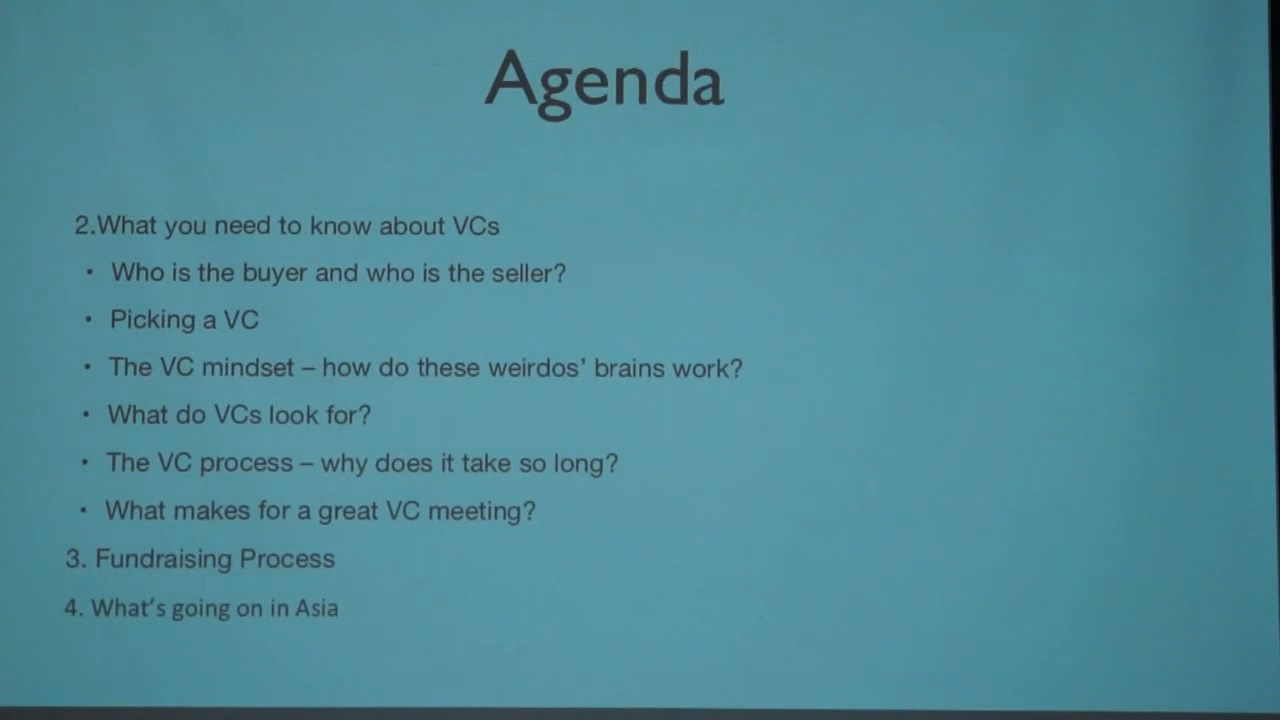 Agenda
2.What you need to know about VCs
• Who is the buyer and who is the seller?
• Picking a VC
• The VC mindset – how do these weirdos’ brains work?
• What do VCs look for?
• The VC process – why does it take so long?
• What makes for a great VC meeting?
3. Fundraising Process
4. What’s going on in Asia